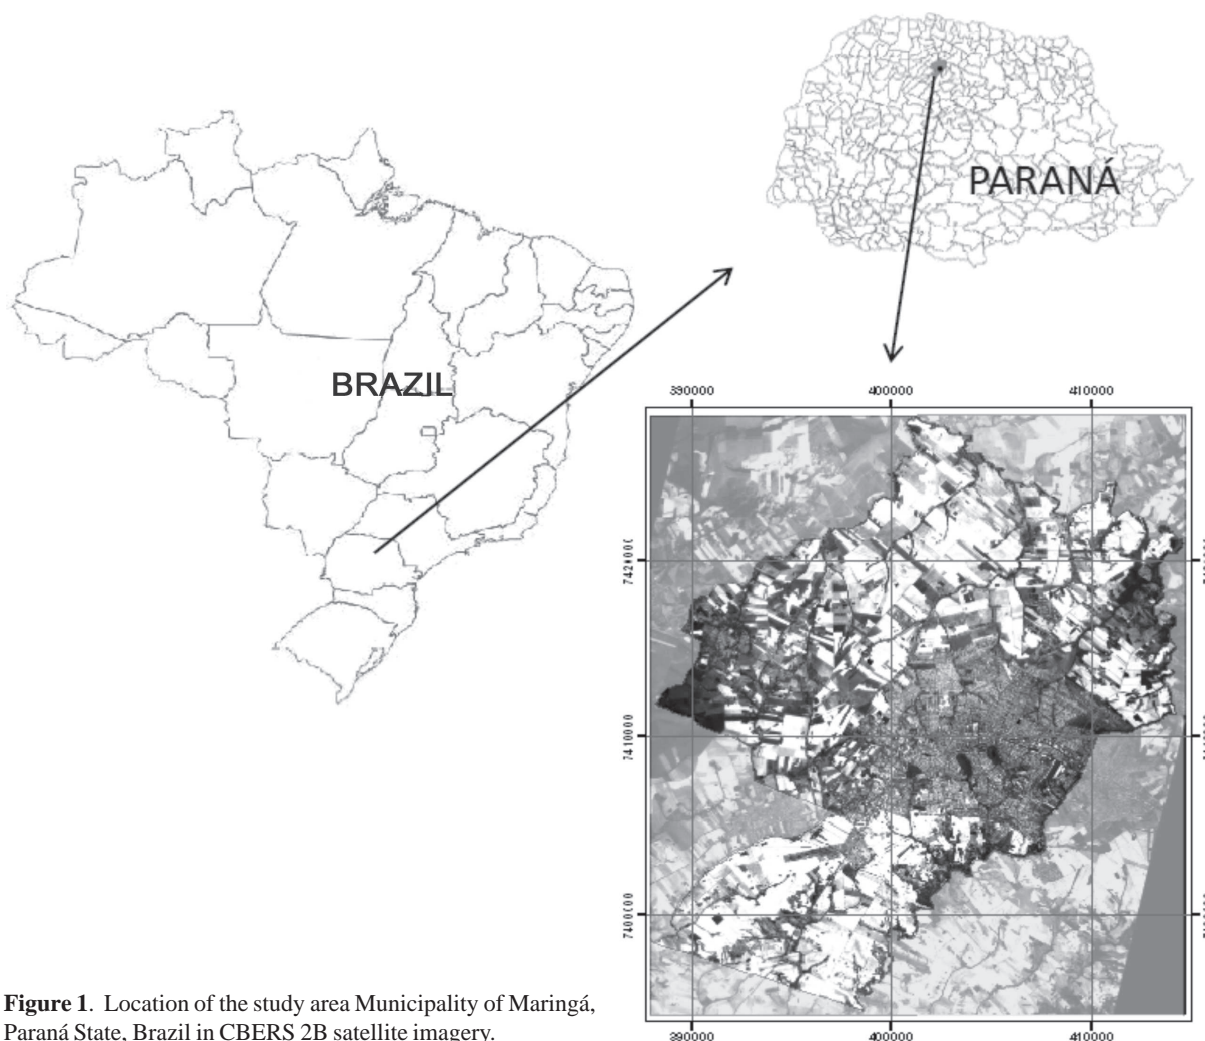 PARANÁ
BRAZIL
390000 400000 410000
7420000
7410000
7400000
390000 400000 410000
Figure 1. Location of the study area Municipality of Maringá,
Paraná State, Brazil in CBERS 2B satellite imagery.